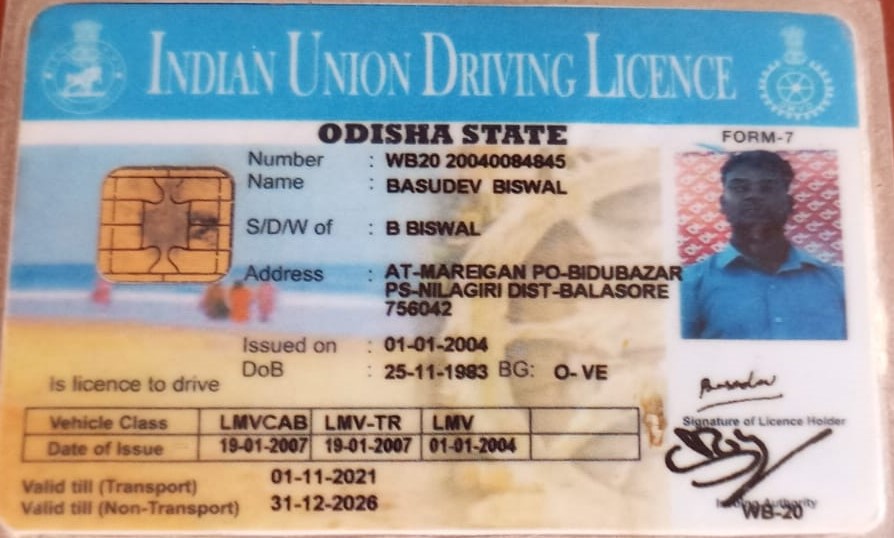 INDIAN UNION DRIVING LICENCE
ODISHA STATE
FORM-7
Number : WB20 20040084845
Name : BASUDEV BISWAL
S/D/W of : B BISWAL
Address : AT-MAREIGAN PO-BIDUBAZAR
PS-NILAGIRI DIST-BALASORE
756042
Issued on : 01-01-2004
DoB : 25-11-1983 BG: O- VE
Is licence to drive
Vehicle Class LMVCAB LMV-TR LMV
Date of Issue 19-01-2007 19-01-2007 01-01-2004
Valid till (Transport) 01-11-2021
Valid till (Non-Transport) 31-12-2026
Signature of Licence Holder
Authority
WB-20